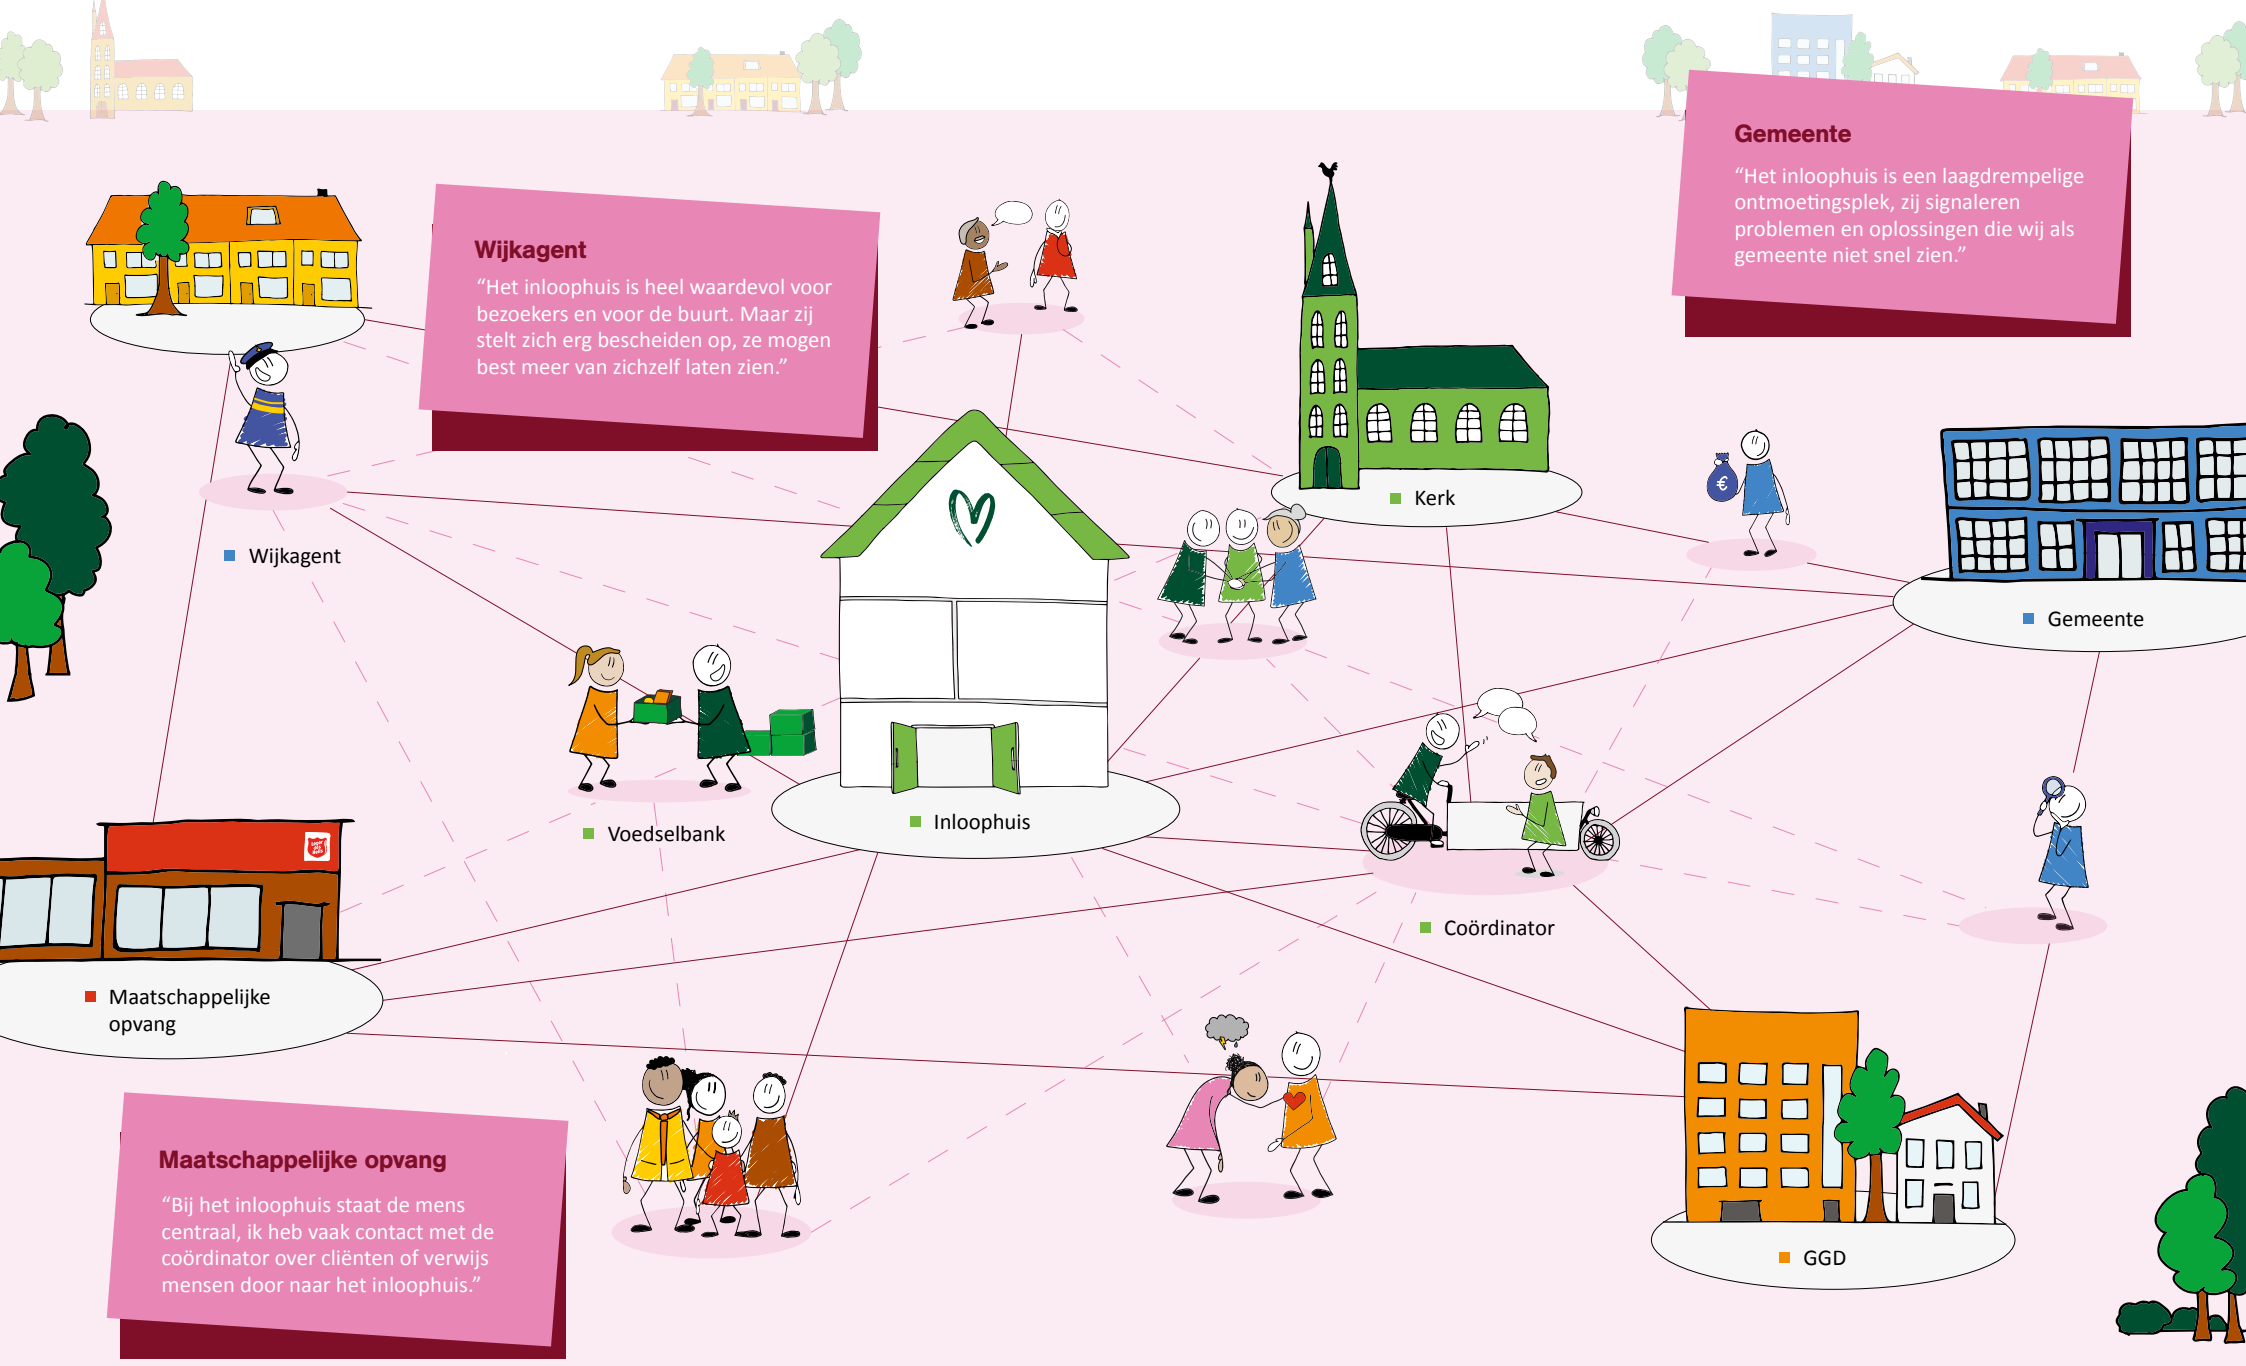 Gemeente
“Het inloophuis is een laagdrempelige
ontmoetingsplek, zij signaleren
problemen en oplossingen die wij als
gemeente niet snel zien.”
Wijkagent
“Het inloophuis is heel waardevol voor
bezoekers en voor de buurt. Maar zij
stelt zich erg bescheiden op, ze mogen
best meer van zichzelf laten zien.”
€
Kerk
Wijkagent
Gemeente
Inloophuis
Voedselbank
Coördinator
Maatschappelijke
opvang
Maatschappelijke opvang
“Bij het inloophuis staat de mens
centraal, ik heb vaak contact met de
coördinator over cliënten of verwijs
mensen door naar het inloophuis.”
GGD